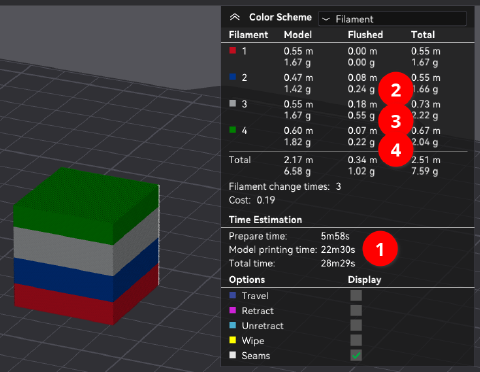 Color Scheme Filament
Filament Model Flushed Total
1 0.55 m 0.00 m 0.55 m
1.67 g 0.00 g 1.67 g
2 0.47 m 0.08 m 0.55 m
1.42 g 0.24 g 2 1.66 g
3 0.55 m 0.18 m 0.73 m
1.67 g 0.55 g 3 2.22 g
4 0.60 m 0.07 m 0.67 m
1.82 g 0.22 g 4 2.04 g
Total 2.17 m 0.34 m 2.51 m
6.58 g 1.02 g 7.59 g
Filament change times: 3
Cost: 0.19
Time Estimation
Prepare time: 5m58s
Model printing time: 22m30s 1
Total time: 28m29s
Options Display
Travel
Retract
Unretract
Wipe
Seams